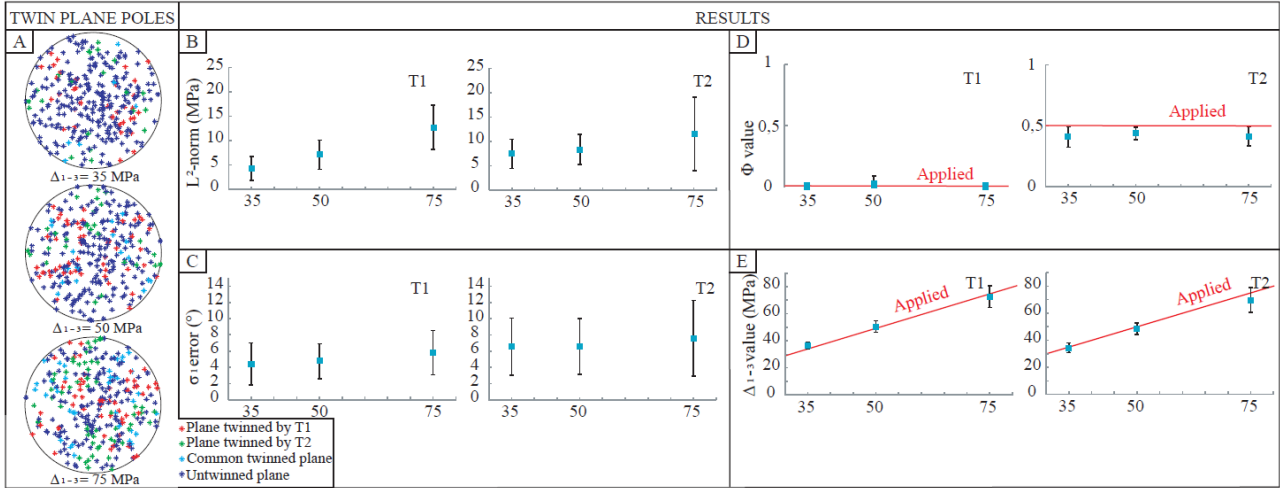 TWIN PLANE POLES
RESULTS
A
Δ₁₋₃= 35 MPa
Δ₁₋₃= 50 MPa
Δ₁₋₃= 75 MPa
Plane twinned by T1
Plane twinned by T2
Common twinned plane
Untwinned plane
B
L²-norm (MPa)
T1
25
20
15
10
5
0
35 50 75
T2
25
20
15
10
5
0
35 50 75
C
σ₁error (°)
T1
14
12
10
8
6
4
2
0
35 50 75
T2
14
12
10
8
6
4
2
0
35 50 75
D
Φ value
T1
1
0.5
0
Applied
35 50 75
T2
1
0.5
0
Applied
35 50 75
E
Δ₁₋₃value (MPa)
T1
80
60
40
20
0
Applied
35 50 75
T2
80
60
40
20
0
Applied
35 50 75